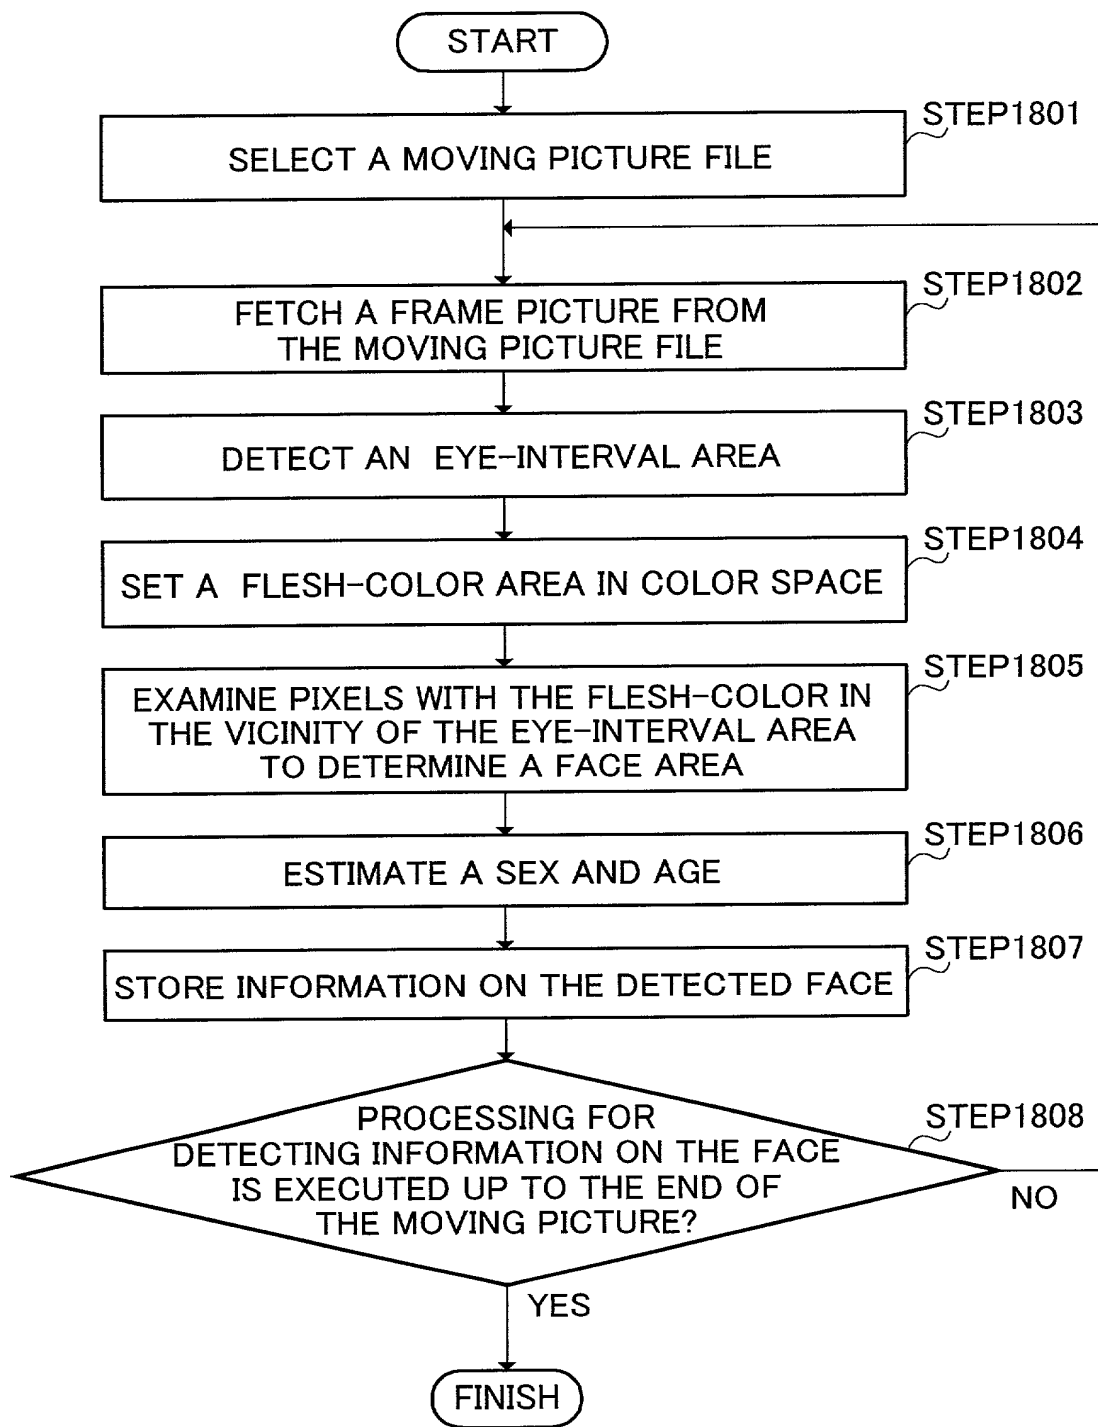 START
STEP1801
SELECT A MOVING PICTURE FILE
STEP1802
FETCH A FRAME PICTURE FROM
THE MOVING PICTURE FILE
STEP1803
DETECT AN EYE-INTERVAL AREA
STEP1804
SET A FLESH-COLOR AREA IN COLOR SPACE
STEP1805
EXAMINE PIXELS WITH THE FLESH-COLOR IN
THE VICINITY OF THE EYE-INTERVAL AREA
TO DETERMINE A FACE AREA
STEP1806
ESTIMATE A SEX AND AGE
STEP1807
STORE INFORMATION ON THE DETECTED FACE
STEP1808
PROCESSING FOR
DETECTING INFORMATION ON THE FACE
IS EXECUTED UP TO THE END OF
THE MOVING PICTURE?
NO
YES
FINISH